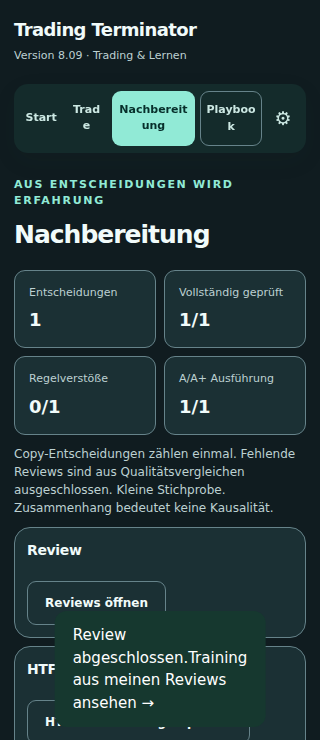 Trading Terminator
Version 8.09 · Trading & Lernen
Start
Trad
e
Nachbereit
ung
Playboo
k
AUS ENTSCHEIDUNGEN WIRD
ERFAHRUNG
Nachbereitung
Entscheidungen
1
Vollständig geprüft
1/1
Regelverstöße
0/1
A/A+ Ausführung
1/1
Copy-Entscheidungen zählen einmal. Fehlende
Reviews sind aus Qualitätsvergleichen
ausgeschlossen. Kleine Stichprobe.
Zusammenhang bedeutet keine Kausalität.
Review
Reviews öffnen
HTF
Review
abgeschlossen.Training
aus meinen Reviews
ansehen →